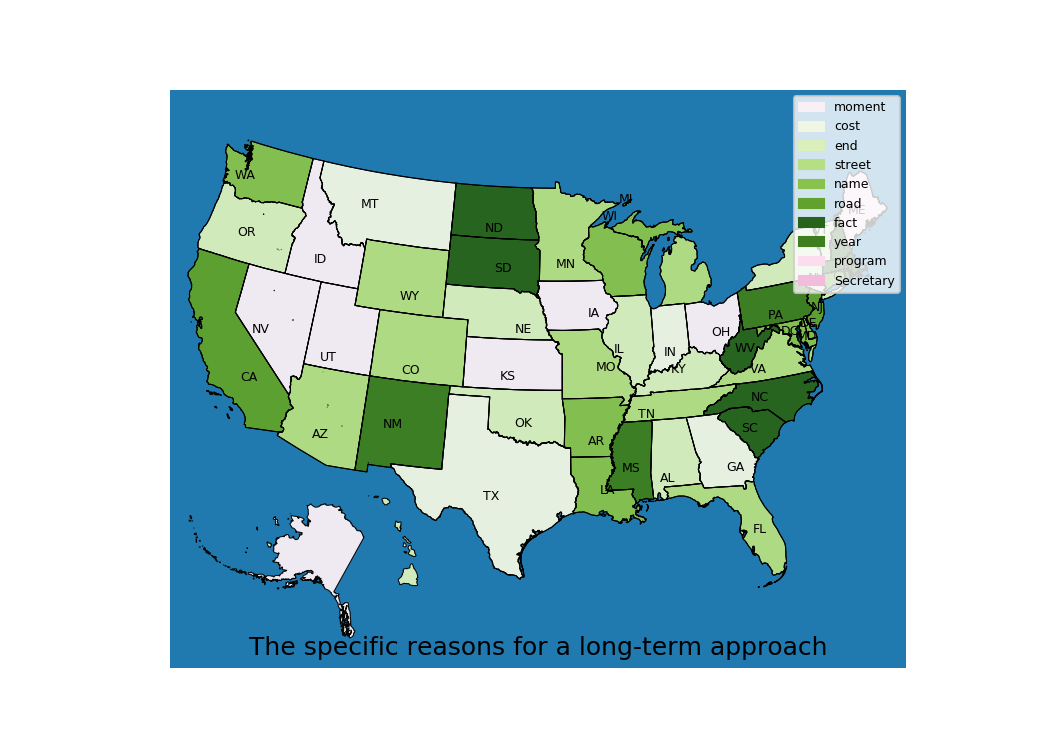 moment
cost
end
street
name
road
fact
year
program
Secretary
WA
MT
ND
MI
WI
ME
OR
ID
SD
MN
WY
NV
NE
IA
PA
NJ
DE
DC
MD
UT
CO
KS
MO
IL
IN
OH
WV
VA
KY
CA
AZ
NM
OK
AR
TN
NC
SC
TX
LA
MS
AL
GA
FL
The specific reasons for a long-term approach